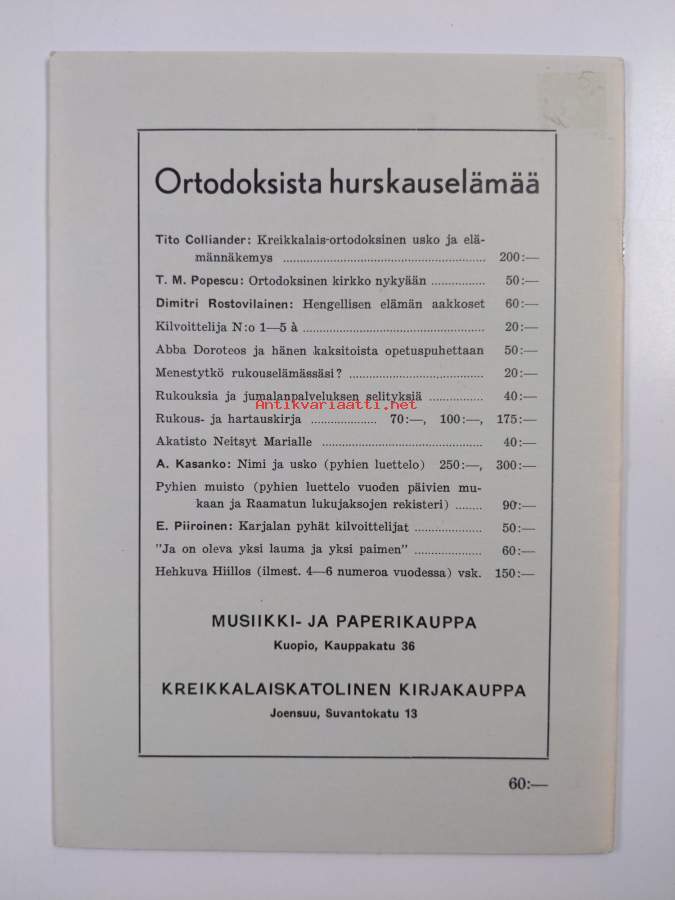 Ortodoksista hurskauselämää
Tito Colliander: Kreikkalais-ortodoksinen usko ja elä-
männäkemys ........ 200:—
T. M. Popescu: Ortodoksinen kirkko nykyään ........ 50:—
Dimitri Rostovilainen: Hengellisen elämän aakkoset 60:—
Kilvoittelija N:o 1—5 à ........ 20:—
Abba Doroteos ja hänen kaksitoista opetuspuhettaan 50:—
Menestytkö rukouselämässäsi? ........ 20:—
Rukouksia ja jumalanpalveluksen selityksiä ........ 40:—
Antikvariaatti.net
Rukous- ja hartauskirja ........ 70:—, 100:—, 175:—
Akatisto Neitsyt Marialle ........ 40:—
A. Kasanko: Nimi ja usko (pyhien luettelo) 250:—, 300:—
Pyhien muisto (pyhien luettelo vuoden päivien mu-
kaan ja Raamatun lukujaksojen rekisteri) ........ 90:—
E. Piiroinen: Karjalan pyhät kilvoittelijat ........ 50:—
"Ja on oleva yksi lauma ja yksi paimen" ........ 60:—
Hehkuva Hiillos (ilmest. 4—6 numeroa vuodessa) vsk. 150:—
MUSIIKKI- JA PAPERIKAUPPA
Kuopio, Kauppakatu 36
KREIKKALAISKATOLINEN KIRJAKAUPPA
Joensuu, Suvantokatu 13
60:—